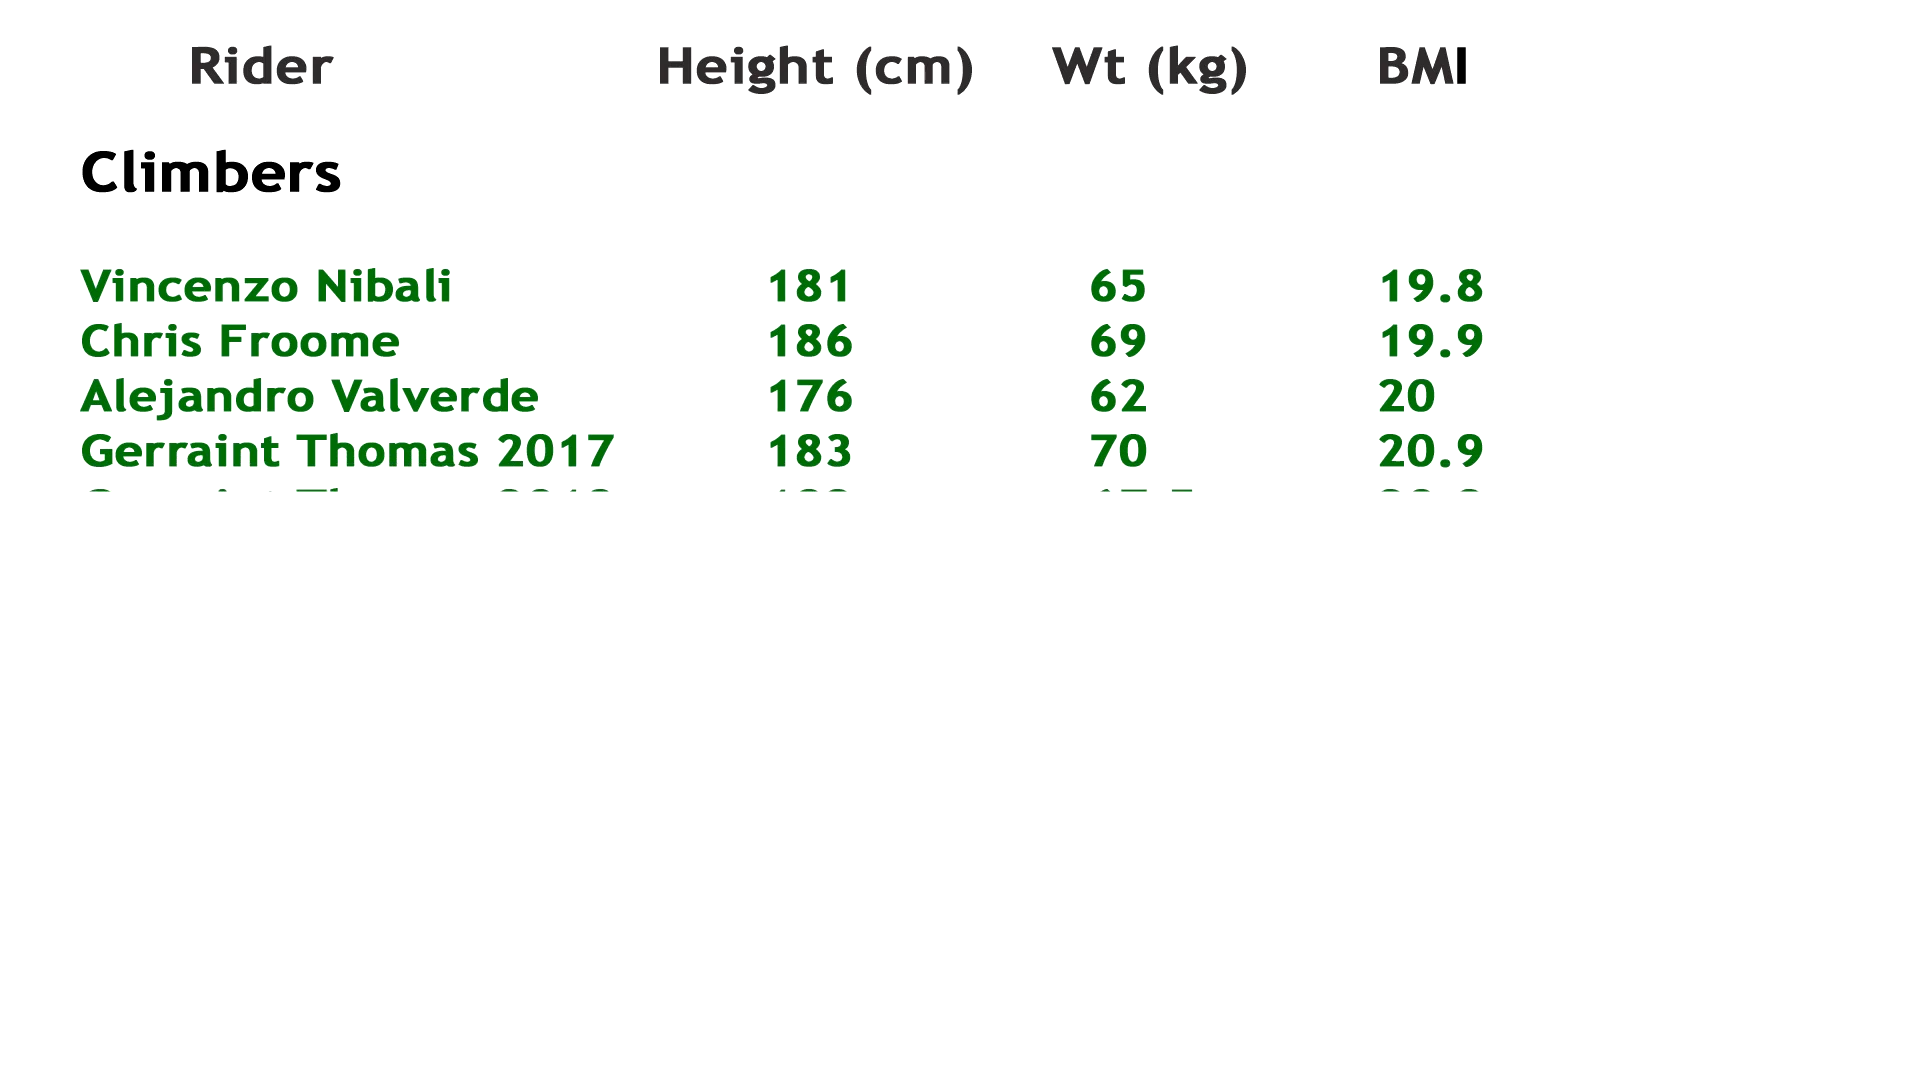 Rider Height (cm) Wt (kg) BMI
Climbers
Vincenzo Nibali 181 65 19.8
Chris Froome 186 69 19.9
Alejandro Valverde 176 62 20
Gerraint Thomas 2017 183 70 20.9